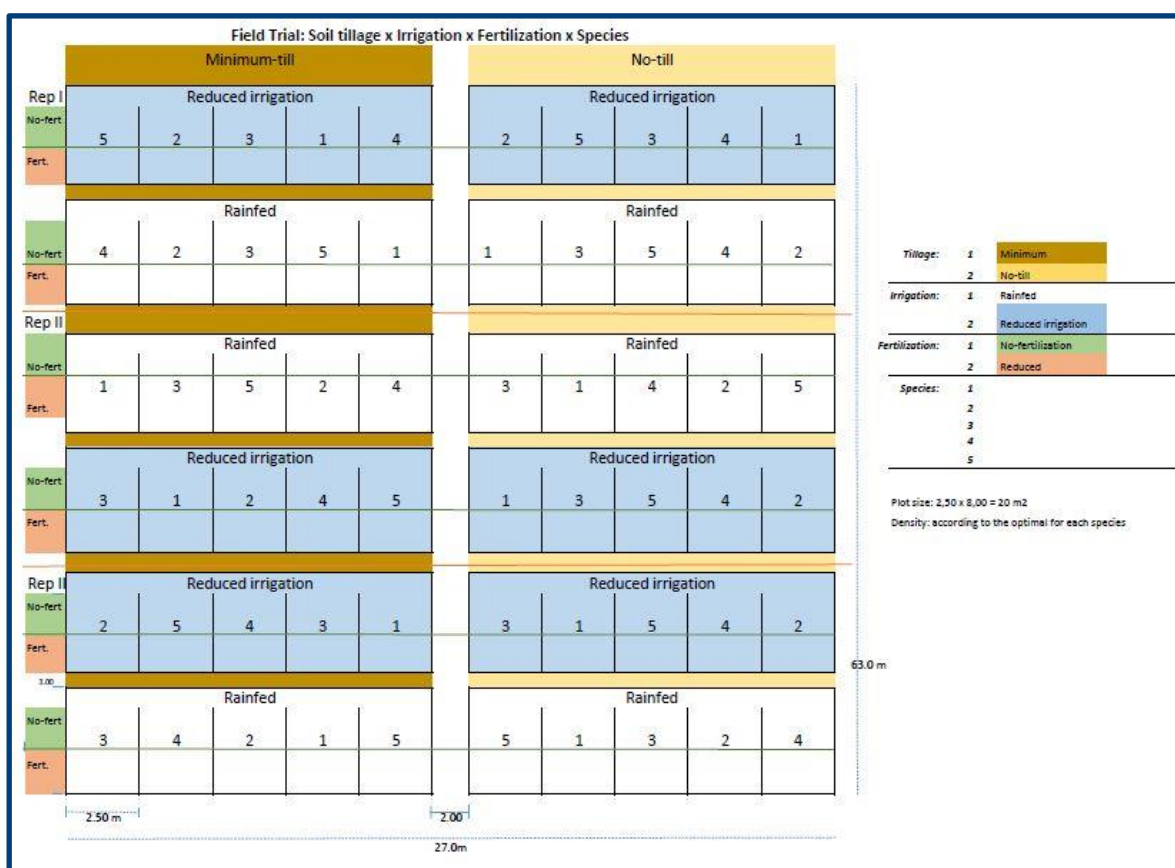 Field Trial: Soil tillage x Irrigation x Fertilization x Species
Minimum-till No-till
Rep I Reduced irrigation Reduced irrigation
No-fert
5 2 3 1 4 2 5 3 4 1
Fert.
Rainfed Rainfed
No-fert 4 2 3 5 1 1 3 5 4 2
Fert.
Rep II
Rainfed Rainfed
No-fert
1 3 5 2 4 3 1 4 2 5
Fert.
Reduced irrigation Reduced irrigation
No-fert
3 1 2 4 5 1 3 5 4 2
Fert.
Rep II Reduced irrigation Reduced irrigation
No-fert
2 5 4 3 1 3 1 5 4 2
Fert.
63.0 m
Rainfed Rainfed
No-fert
3 4 2 1 5 5 1 3 2 4
Fert.
2.50 m 2.00
27.0m
Tillage: 1 Minimum
2 No-till
Irrigation: 1 Rainfed
2 Reduced irrigation
Fertilization: 1 No-fertilization
2 Reduced
Species: 1
2
3
4
5
Plot size: 2,50 x 8,00 = 20 m2
Density: according to the optimal for each species